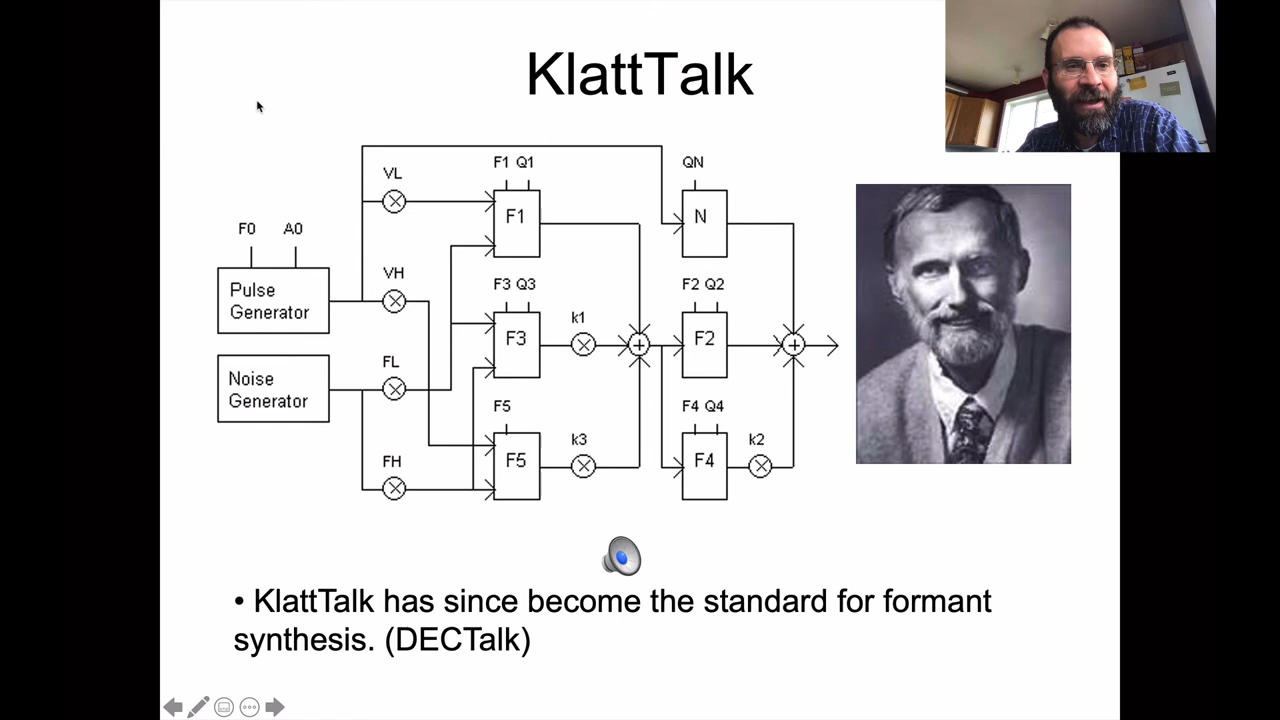 KlattTalk
VL
F1 Q1
QN
F1
N
F0
A0
VH
F3 Q3
F2 Q2
Pulse
Generator
k1
F3
F2
FL
Noise
Generator
F5
F4 Q4
k3
k2
FH
F5
F4
• KlattTalk has since become the standard for formant
synthesis. (DECTalk)